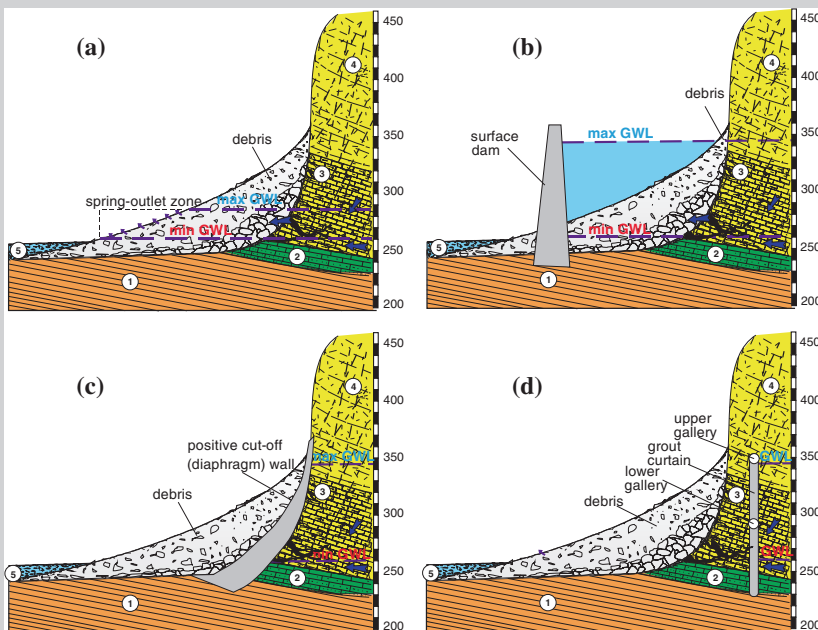 (a)
450
4
400
debris
350
3
spring-outlet zone
300
max GWL
min GWL
250
5
2
1
200
(b)
450
4
400
debris
surface
dam
max GWL
350
3
300
min GWL
250
5
2
1
200
(c)
450
4
400
positive cut-off
(diaphragm) wall
max GWL
350
debris
3
300
min GWL
250
5
2
1
200
(d)
450
4
400
upper
gallery
grout
curtain
GWL
350
lower
gallery
3
debris
300
GWL
250
5
2
1
200